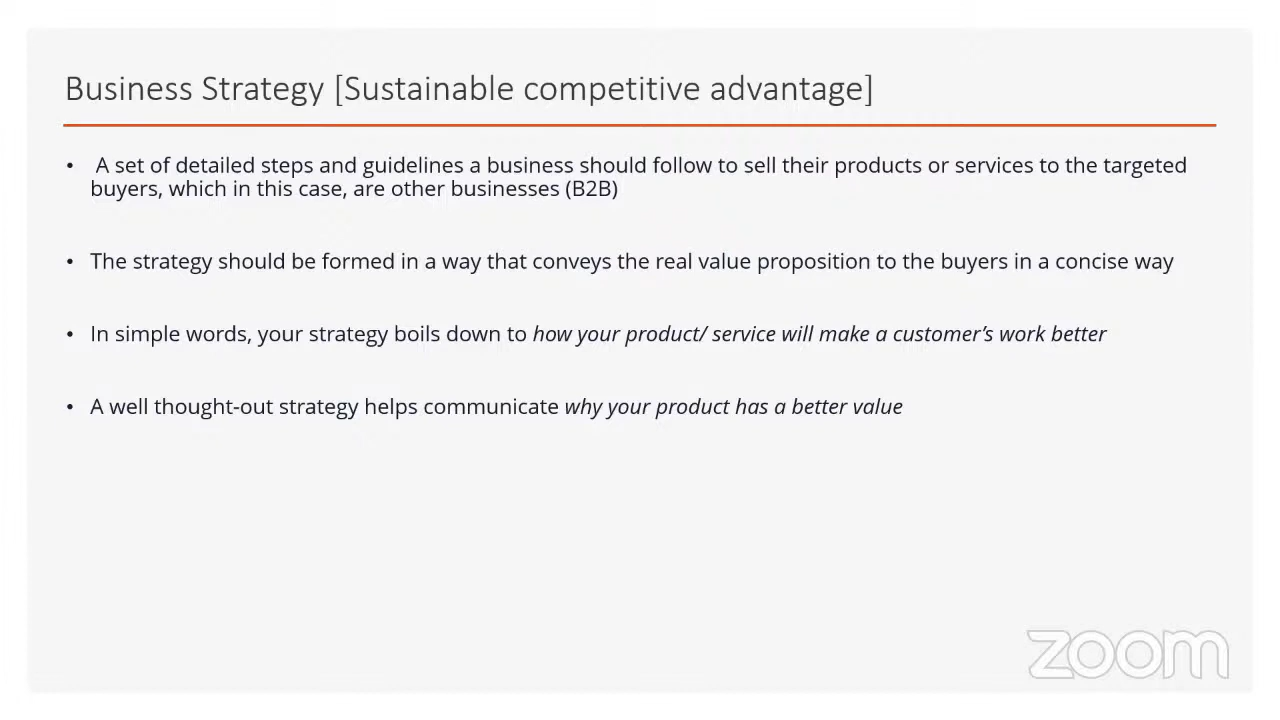 Business Strategy [Sustainable competitive advantage]
• A set of detailed steps and guidelines a business should follow to sell their products or services to the targeted
buyers, which in this case, are other businesses (B2B)
• The strategy should be formed in a way that conveys the real value proposition to the buyers in a concise way
• In simple words, your strategy boils down to how your product/ service will make a customer's work better
• A well thought-out strategy helps communicate why your product has a better value
zoom